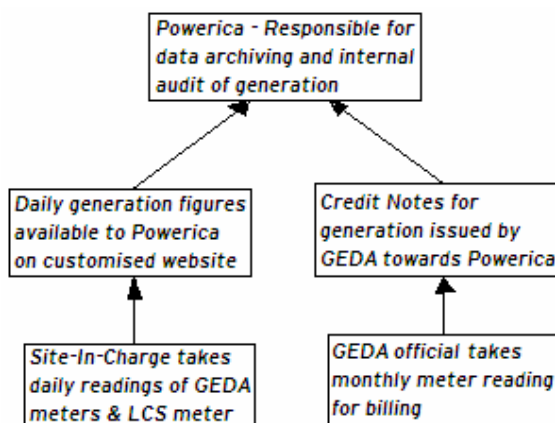 Powerica - Responsible for
data archiving and internal
audit of generation
Daily generation figures
available to Powerica
on customised website
Credit Notes for
generation issued by
GEDA towards Powerica
Site-In-Charge takes
daily readings of GEDA
meters & LCS meter
GEDA official takes
monthly meter reading
for billing